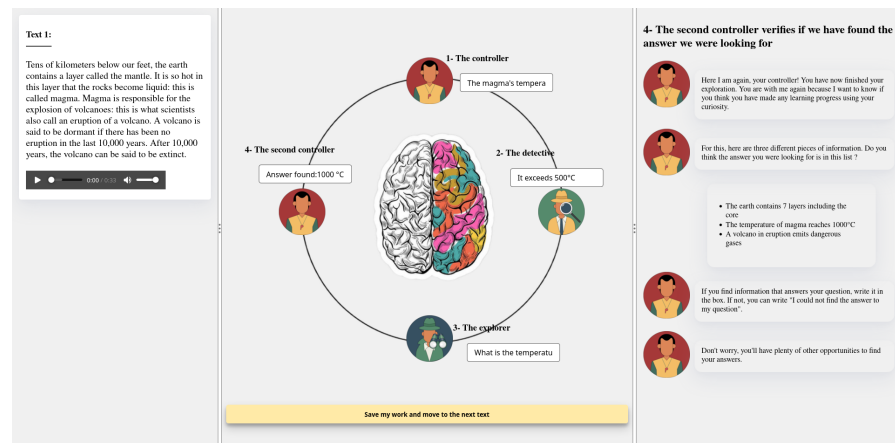 Text 1:
Tens of kilometers below our feet, the earth
contains a layer called the mantle. It is so hot in
this layer that the rocks become liquid: this is
called magma. Magma is responsible for the
explosion of volcanoes: this is what scientists
also call an eruption of a volcano. A volcano is
said to be dormant if there has been no
eruption in the last 10,000 years. After 10,000
years, the volcano can be said to be extinct.
0:00 / 0:33
1- The controller
The magma's tempera
4- The second controller
Answer found:1000 °C
2- The detective
It exceeds 500°C
3- The explorer
What is the temperatu
Save my work and move to the next text
4- The second controller verifies if we have found the
answer we were looking for
Here I am again, your controller! You have now finished your
exploration. You are with me again because I want to know if
you think you have made any learning progress using your
curiosity.
For this, here are three different pieces of information. Do you
think the answer you were looking for is in this list ?
• The earth contains 7 layers including the
core
• The temperature of magma reaches 1000°C
• A volcano in eruption emits dangerous
gases
If you find information that answers your question, write it in
the box. If not, you can write "I could not find the answer to
my question".
Don't worry, you'll have plenty of other opportunities to find
your answers.